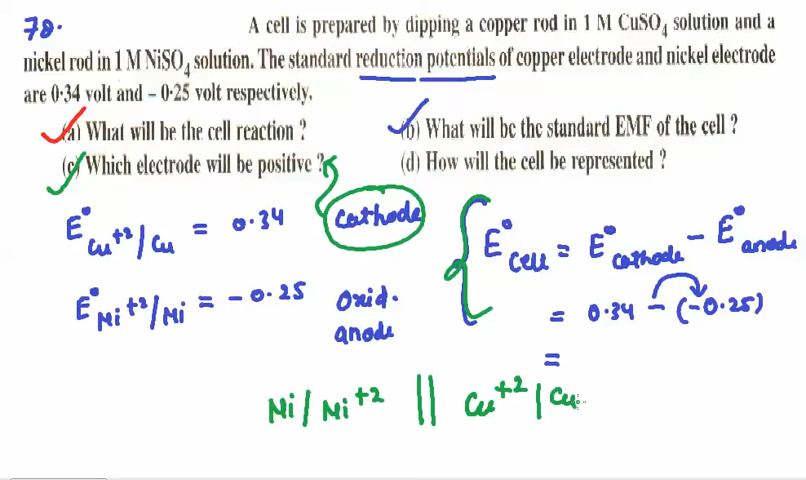 78.
A cell is prepared by dipping a copper rod in 1 M CuSO₄ solution and a
nickel rod in 1 M NiSO₄ solution. The standard reduction potentials of copper electrode and nickel electrode
are 0·34 volt and – 0·25 volt respectively.
(a) What will be the cell reaction ? (b) What will be the standard EMF of the cell ?
(c) Which electrode will be positive ? (d) How will the cell be represented ?
E°Cu⁺²/Cu = 0.34 Cathode
E°Cell = E°Cathode − E°anode
E°Ni⁺²/Ni = −0.25 Oxid.
anode
= 0.34 − (−0.25)
=
Ni/Ni⁺² || Cu⁺²/Cu